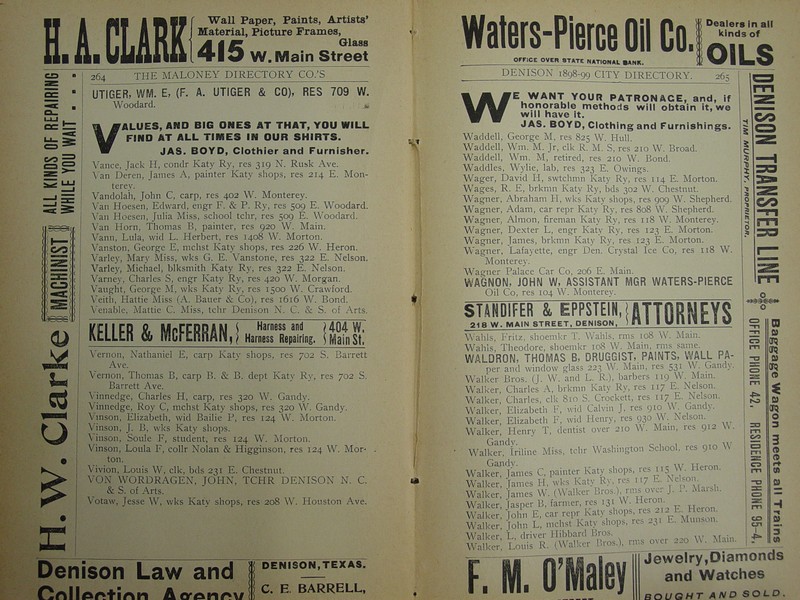 H. A. CLARK
Wall Paper, Paints, Artists'
Material, Picture Frames,
Glass
415 W. Main Street
264 THE MALONEY DIRECTORY CO.'S
UTIGER, WM. E, (F. A. UTIGER & CO), RES 709 W.
Woodard.
VALUES, AND BIG ONES AT THAT, YOU WILL
FIND AT ALL TIMES IN OUR SHIRTS.
JAS. BOYD, Clothier and Furnisher.
Vance, Jack H, condr Katy Ry, res 319 N. Rusk Ave.
Van Deren, James A, painter Katy shops, res 214 E. Mon-
terey.
Vandolah, John C, carp, res 402 W. Monterey.
Van Hoesen, Edward, engr F. & P. Ry, res 509 E. Woodard.
Van Hoesen, Julia Miss, school tchr, res 509 E. Woodard.
Van Horn, Thomas B, painter, res 920 W. Main.
Vann, Lula, wid L. Herbert, res 1408 W. Morton.
Vanston, George E, mchst Katy shops, res 226 W. Heron.
Varley, Mary Miss, wks G. E. Vanstone, res 322 E. Nelson.
Varley, Michael, blksmith Katy Ry, res 322 E. Nelson.
Varney, Charles S, engr Katy Ry, res 420 W. Morgan.
Vaught, George M, wks Katy Ry, res 1500 W. Crawford.
Veith, Hattie Miss (A. Bauer & Co), res 1616 W. Bond.
Venable, Mattie C. Miss, tchr Denison N. C. & S. of Arts.
KELLER & McFERRAN,
Harness and
Harness Repairing.
404 W.
Main St.
Vernon, Nathaniel E, carp Katy shops, res 702 S. Barrett
Ave.
Vernon, Thomas B, carp B. & B. dept Katy Ry, res 702 S.
Barrett Ave.
Vinnedge, Charles H, carp, res 320 W. Gandy.
Vinnedge, Roy C, mchst Katy shops, res 320 W. Gandy.
Vinson, Elizabeth, wid Bailie P, res 124 W. Morton.
Vinson, J. B, wks Katy shops.
Vinson, Soule F, student, res 124 W. Morton.
Vinson, Loula F, collr Nolan & Higginson, res 124 W. Mor-
ton.
Vivion, Louis W, clk, bds 231 E. Chestnut.
VON WORDRAGEN, JOHN, TCHR DENISON N. C.
& S. of Arts.
Votaw, Jesse W, wks Katy shops, res 208 W. Houston Ave.
Denison Law and
Collection Agency
DENISON, TEXAS.
C. E. BARRELL,
H. W. Clarke
MACHINIST
ALL KINDS OF REPAIRING
WHILE YOU WAIT
Waters-Pierce Oil Co.
OFFICE OVER STATE NATIONAL BANK.
Dealers in all
kinds of
OILS
DENISON 1898-99 CITY DIRECTORY. 265
WE WANT YOUR PATRONAGE, and, if
honorable methods will obtain it, we
will have it.
JAS. BOYD, Clothing and Furnishings.
Waddell, George M, res 825 W. Hull.
Waddell, Wm. M. Jr, clk R. M. S, res 210 W. Broad.
Waddell, Wm. M, retired, res 210 W. Bond.
Waddles, Wylie, lab, res 323 E. Owings.
Wager, David H, swtchmn Katy Ry, res 114 E. Morton.
Wages, R. E, brkmn Katy Ry, bds 302 W. Chestnut.
Wagner, Abraham H, wks Katy shops, res 909 W. Shepherd.
Wagner, Adam, car repr Katy Ry, res 808 W. Shepherd.
Wagner, Almon, fireman Katy Ry, res 118 W. Monterey.
Wagner, Dexter L, engr Katy Ry, res 123 E. Morton.
Wagner, James, brkmn Katy Ry, res 123 E. Morton.
Wagner, Lafayette, engr Den. Crystal Ice Co, res 118 W.
Monterey.
Wagner Palace Car Co, 206 E. Main.
WAGNON, JOHN W, ASSISTANT MGR WATERS-PIERCE
Oil Co, res 104 W. Monterey.
STANDIFER & EPPSTEIN,
218 W. MAIN STREET, DENISON,
ATTORNEYS
Wahls, Fritz, shoemkr T. Wahls, rms 108 W. Main.
Wahls, Theodore, shoemkr 108 W. Main, rms same.
WALDRON, THOMAS B, DRUGGIST, PAINTS, WALL PA-
per and window glass 223 W. Main, res 531 W. Gandy.
Walker Bros. (J. W. and L. R.), barbers 119 W. Main.
Walker, Charles A, brkmn Katy Ry, res 117 E. Nelson.
Walker, Charles, clk 810 S. Crockett, res 117 E. Nelson.
Walker, Elizabeth F, wid Calvin J, res 910 W. Gandy.
Walker, Elizabeth F, wid Henry, res 930 W. Nelson.
Walker, Henry T, dentist over 210 W. Main, res 912 W.
Gandy.
Walker, Iriline Miss, tchr Washington School, res 910 W
Gandy.
Walker, James C, painter Katy shops, res 115 W. Heron.
Walker, James H, wks Katy Ry, res 117 E. Nelson.
Walker, James W. (Walker Bros.), rms over J. P. Marsh.
Walker, Jasper B, farmer, res 131 W. Heron.
Walker, John E, car repr Katy shops, res 212 E. Heron.
Walker, John L, mchst Katy shops, res 231 E. Munson.
Walker, L, driver Hibbard Bros.
Walker, Louis R. (Walker Bros.), rms over 220 W. Main.
F. M. O'Maley
Jewelry, Diamonds
and Watches
BOUGHT AND SOLD.
DENISON TRANSFER LINE
TIM MURPHY, PROPRIETOR.
Baggage Wagon meets all Trains
OFFICE PHONE 42. RESIDENCE PHONE 95-4.